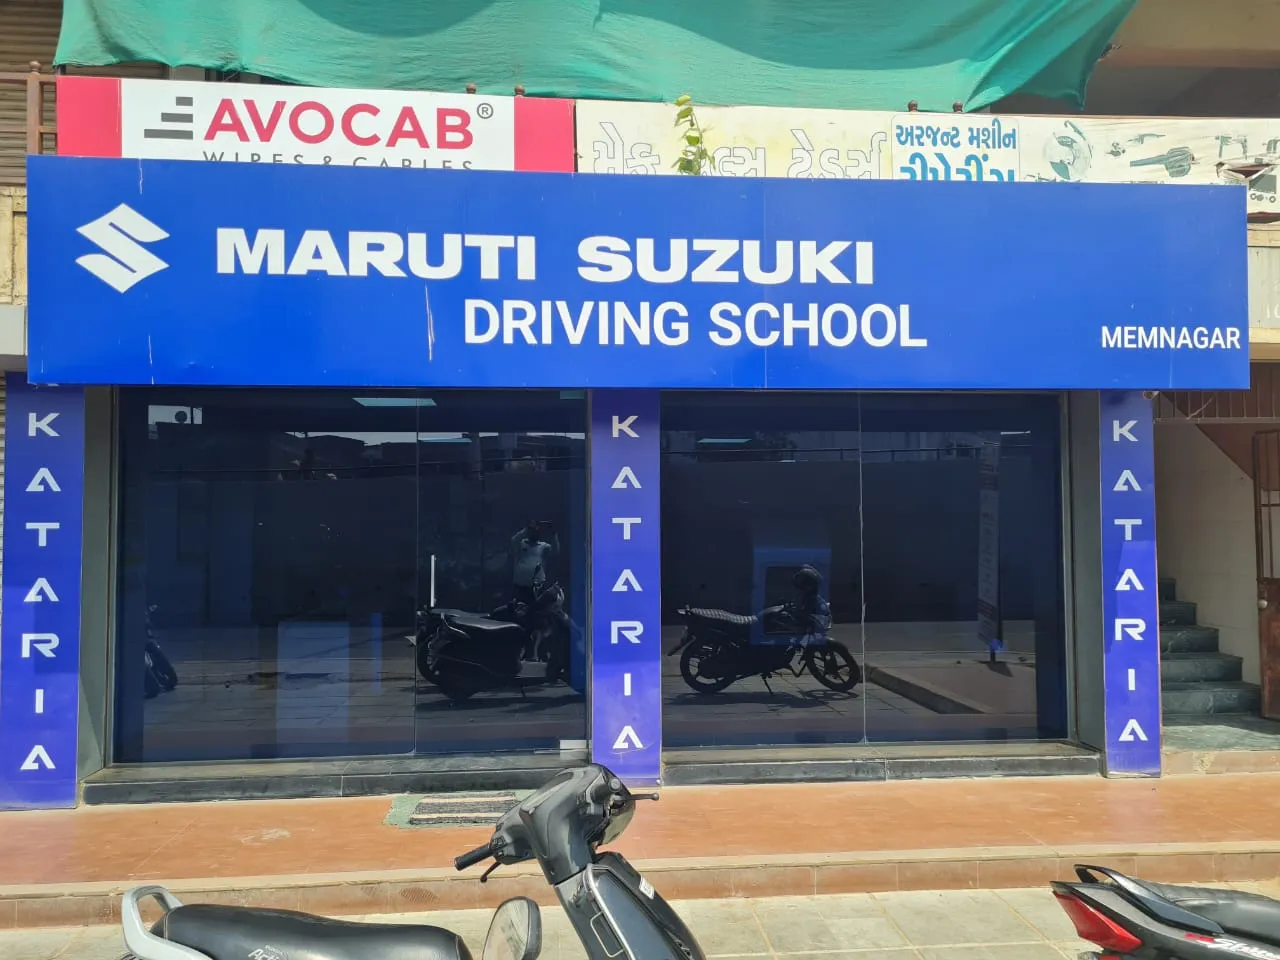 AVOCAB®
WIRES & CABLES
અરજન્ટ મશીન
રીપેરીંગ
MARUTI SUZUKI
DRIVING SCHOOL
MEMNAGAR
KATARIA
KATARIA
KATARIA